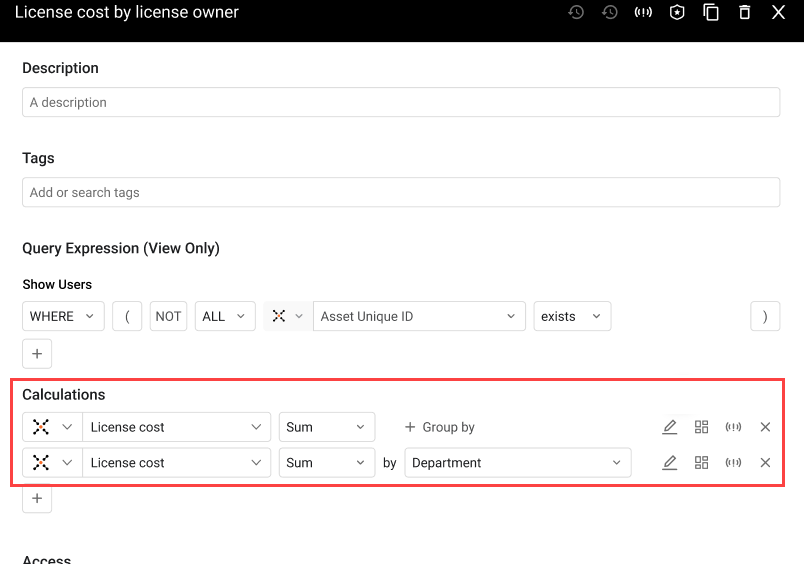 License cost by license owner
Description
A description
Tags
Add or search tags
Query Expression (View Only)
Show Users
WHERE ( NOT ALL Asset Unique ID exists )
+
Calculations
License cost Sum + Group by
License cost Sum by Department
+
Access